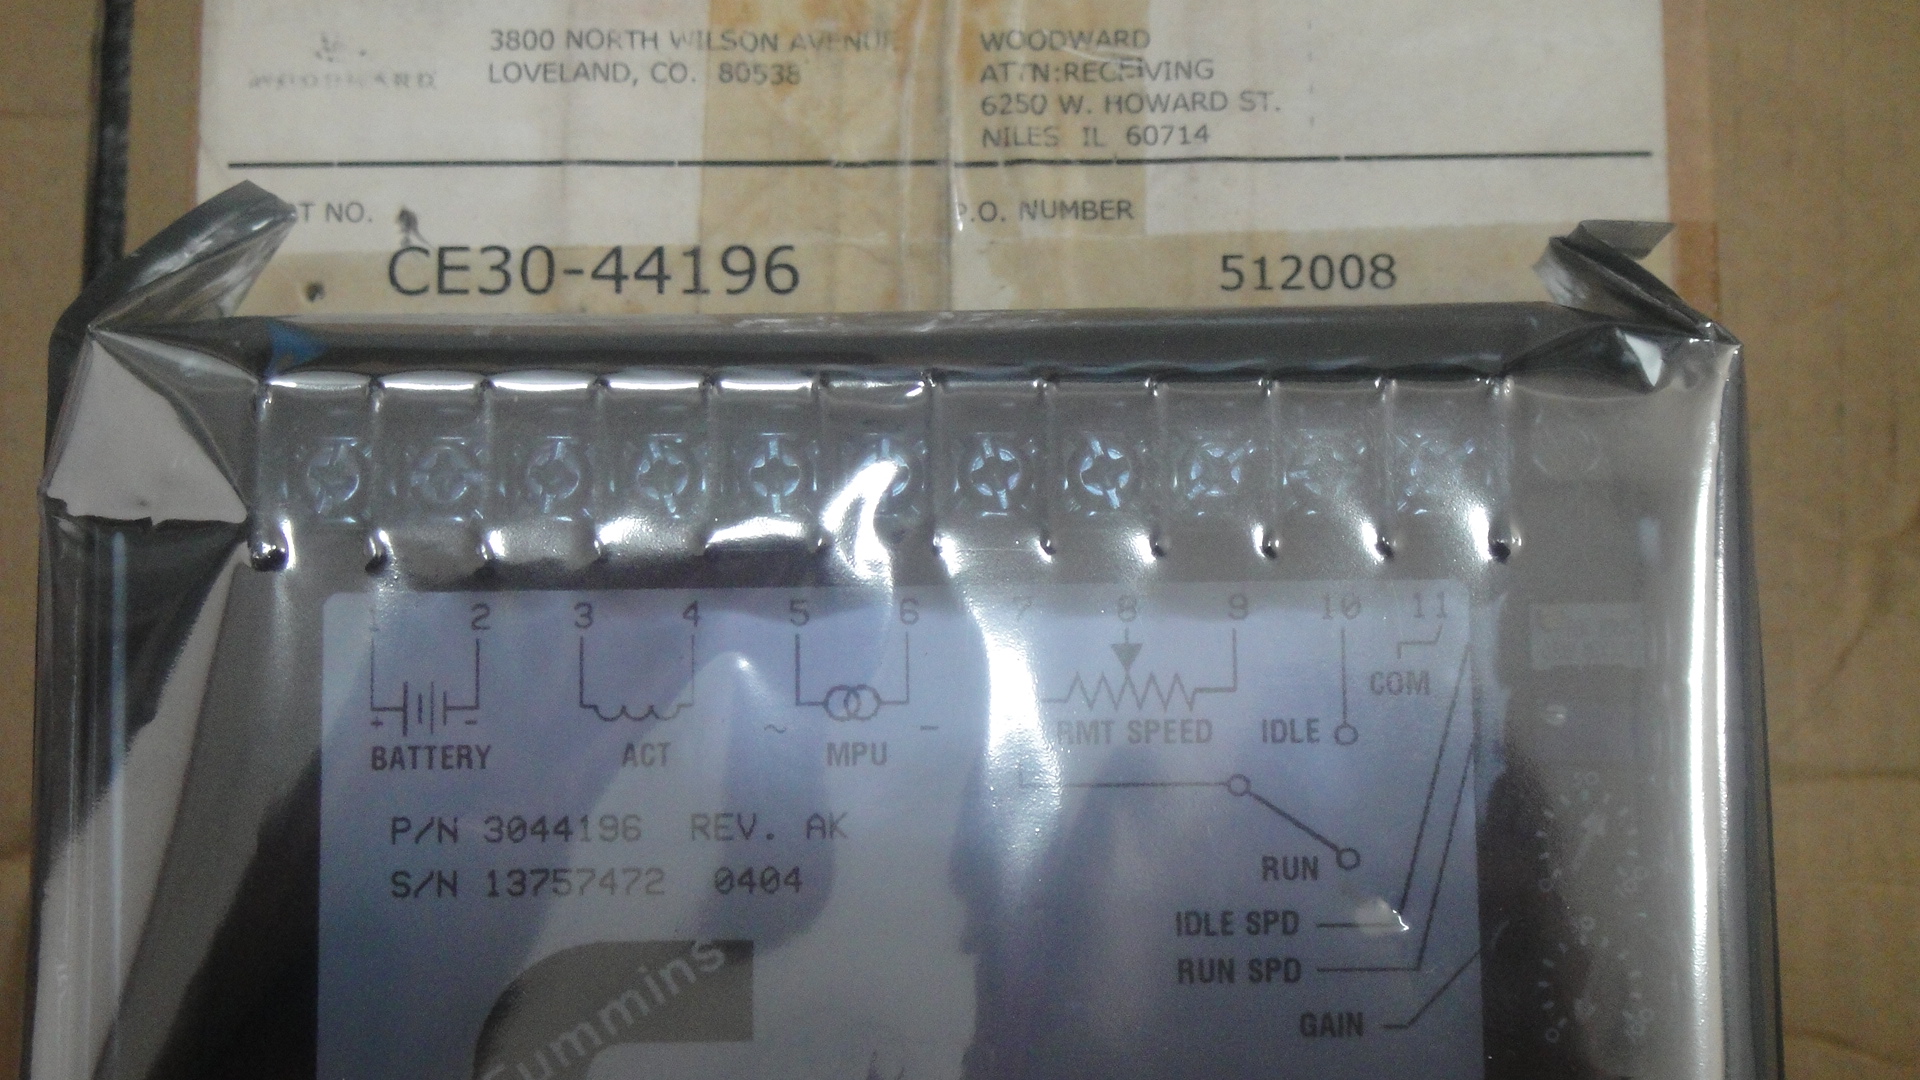 WOODWARD
3800 NORTH WILSON AVENUE
LOVELAND, CO. 80538
WOODWARD
ATTN:RECEIVING
6250 W. HOWARD ST.
NILES IL 60714
T NO.
P.O. NUMBER
CE30-44196
512008
1 2 3 4 5 6 7 8 9 10 11
COM
+ - BATTERY
ACT
~ MPU -
RMT SPEED
IDLE
P/N 3044196 REV. AK
S/N 13757472 0404
RUN
IDLE SPD
RUN SPD
GAIN
Cummins